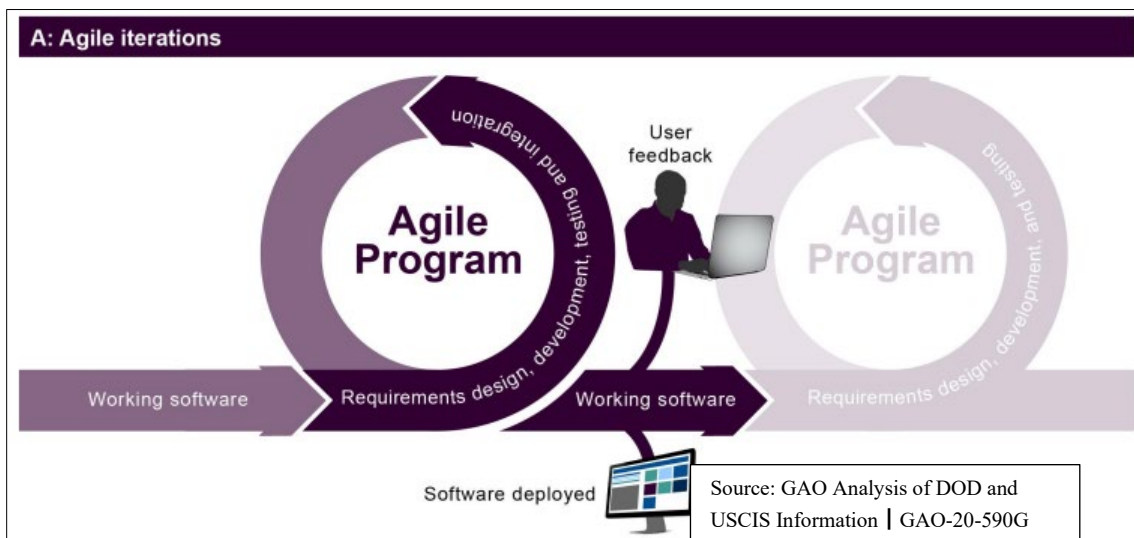 A: Agile iterations
User
feedback
Agile
Program
Requirements design, development, testing and integration
Agile
Program
Requirements design, development, and testing
Working software
Working software
Software deployed
Source: GAO Analysis of DOD and
USCIS Information | GAO-20-590G